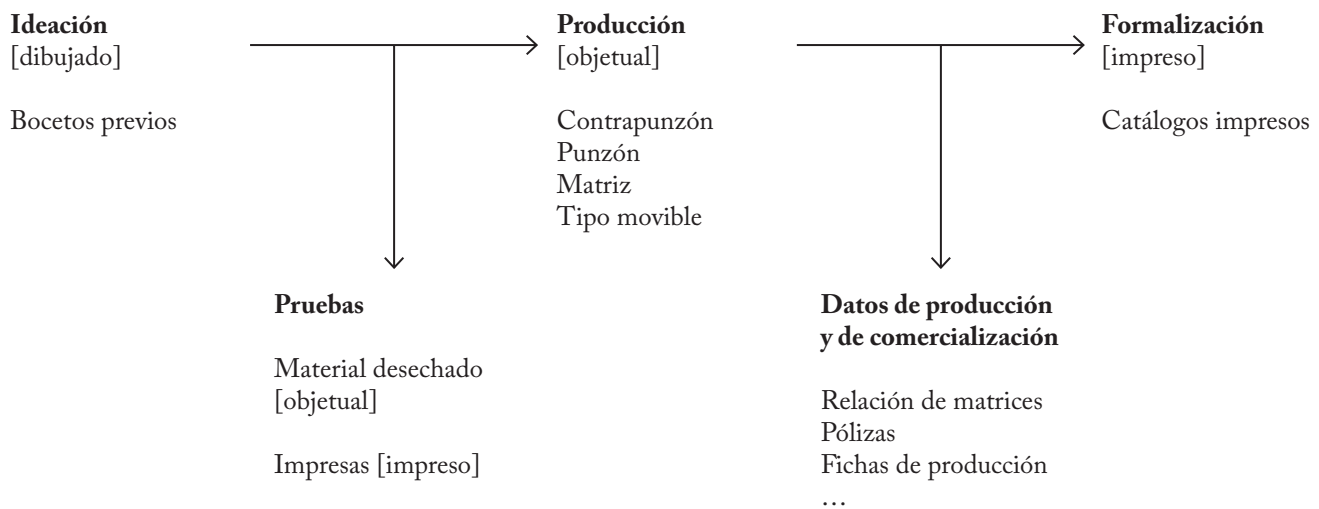 Ideación
[dibujado]
Bocetos previos
Producción
[objetual]
Contrapunzón
Punzón
Matriz
Tipo movible
Formalización
[impreso]
Catálogos impresos
Pruebas
Material desechado
[objetual]
Impresas [impreso]
Datos de producción
y de comercialización
Relación de matrices
Pólizas
Fichas de producción
…